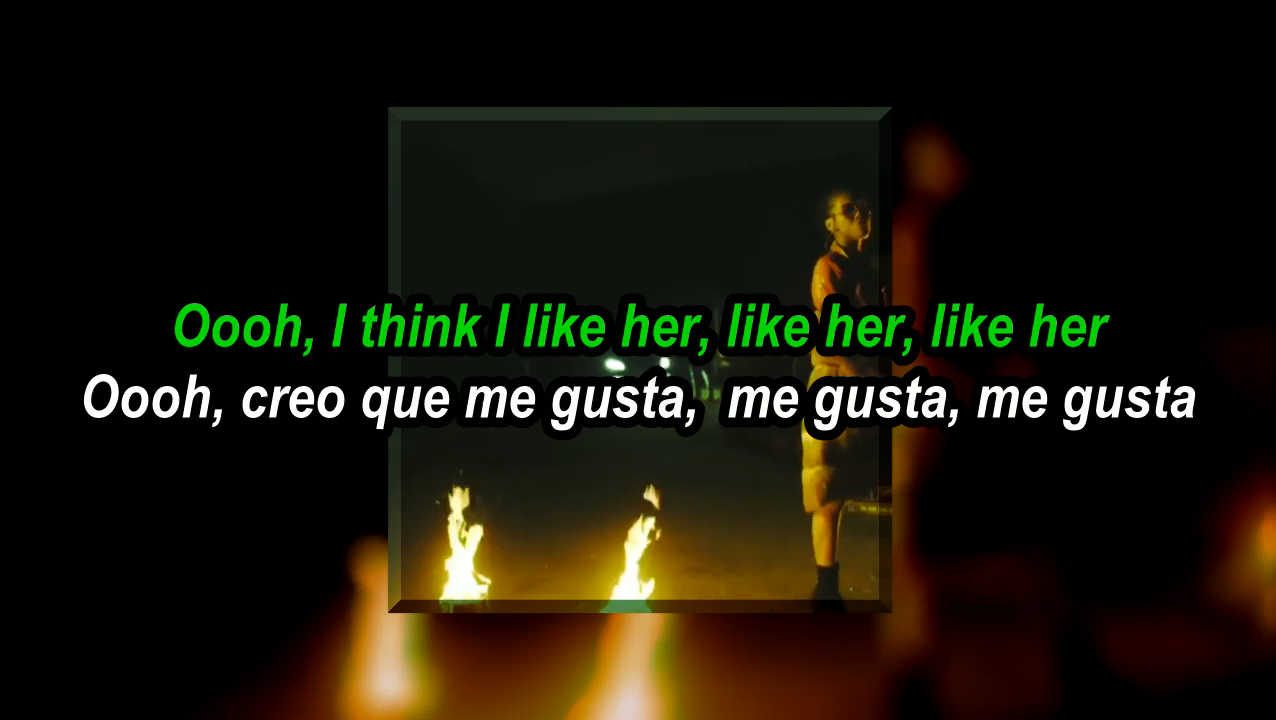 Oooh, I think I like her, like her, like her
Oooh, creo que me gusta, me gusta, me gusta